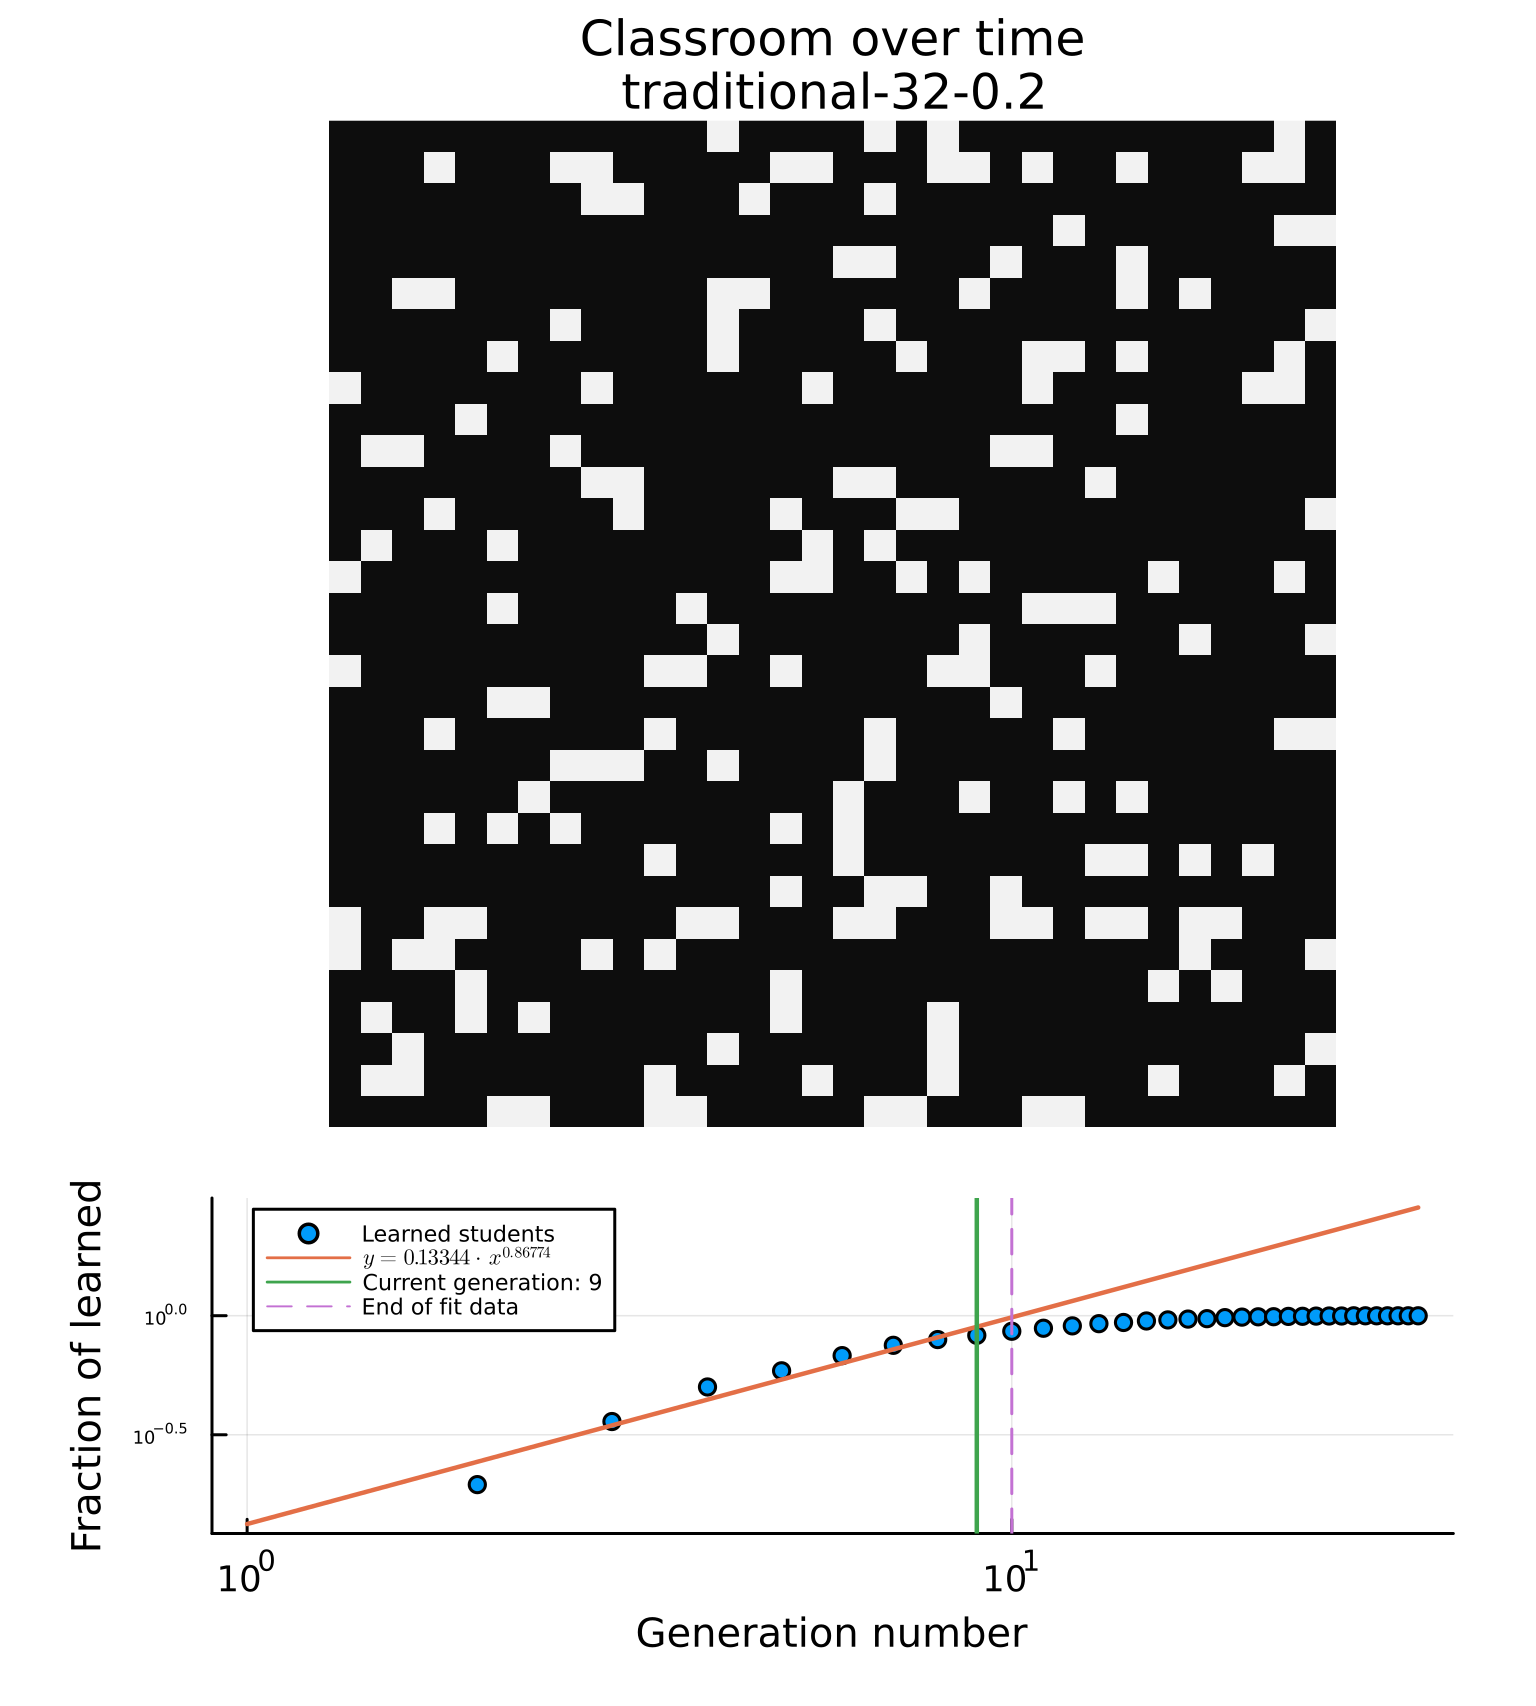 Classroom over time
traditional-32-0.2
Fraction of learned
Learned students
y = 0.13344 · x^0.86774
Current generation: 9
End of fit data
10^0.0
10^−0.5
10^0 10^1
Generation number